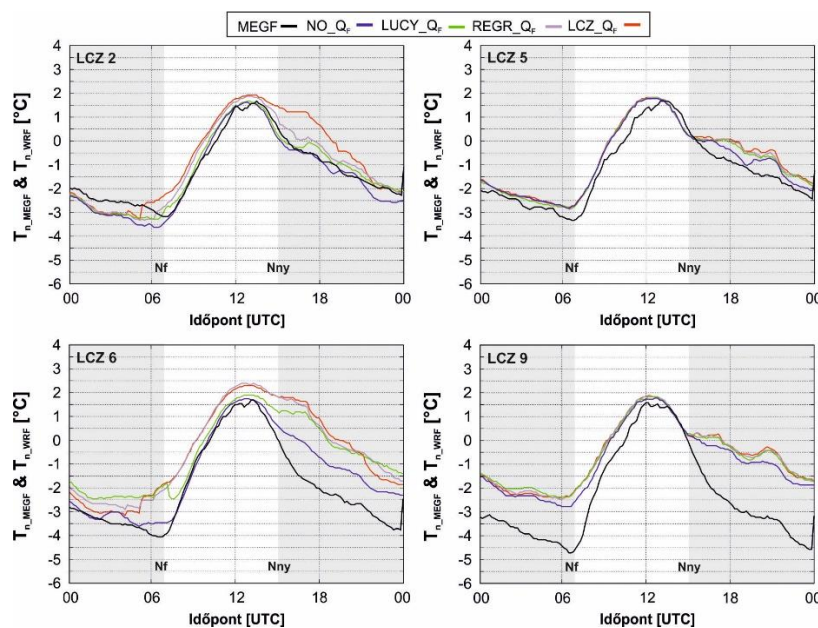 MEGF NO_QF LUCY_QF REGR_QF LCZ_QF
LCZ 2
4
3
2
1
0
-1
-2
-3
-4
-5
-6
Tn_MEGF & Tn_WRF [°C]
Nf
Nny
00 06 12 18 00
Időpont [UTC]
LCZ 5
4
3
2
1
0
-1
-2
-3
-4
-5
-6
Tn_MEGF & Tn_WRF [°C]
Nf
Nny
00 06 12 18 00
Időpont [UTC]
LCZ 6
4
3
2
1
0
-1
-2
-3
-4
-5
-6
Tn_MEGF & Tn_WRF [°C]
Nf
Nny
00 06 12 18 00
Időpont [UTC]
LCZ 9
4
3
2
1
0
-1
-2
-3
-4
-5
-6
Tn_MEGF & Tn_WRF [°C]
Nf
Nny
00 06 12 18 00
Időpont [UTC]